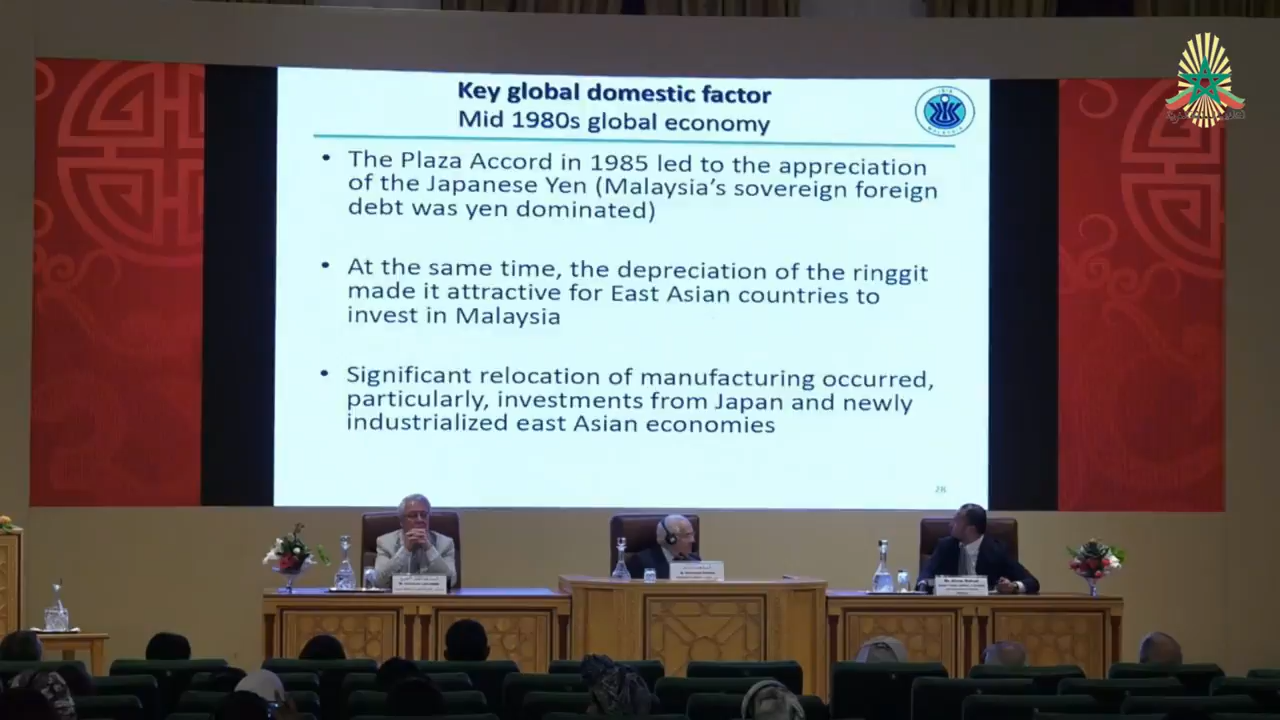 Key global domestic factor
Mid 1980s global economy
• The Plaza Accord in 1985 led to the appreciation
of the Japanese Yen (Malaysia's sovereign foreign
debt was yen dominated)
• At the same time, the depreciation of the ringgit
made it attractive for East Asian countries to
invest in Malaysia
• Significant relocation of manufacturing occurred,
particularly, investments from Japan and newly
industrialized east Asian economies
28
ISIS
MALAYSIA